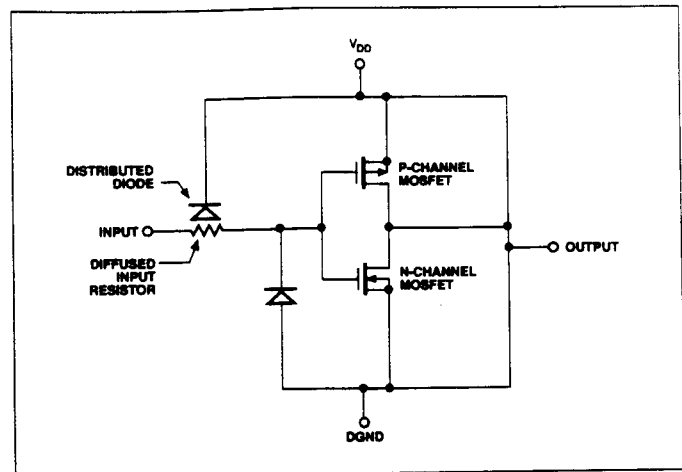 VDD
DISTRIBUTED
DIODE
P-CHANNEL
MOSFET
INPUT
OUTPUT
DIFFUSED
INPUT
RESISTOR
N-CHANNEL
MOSFET
DGND